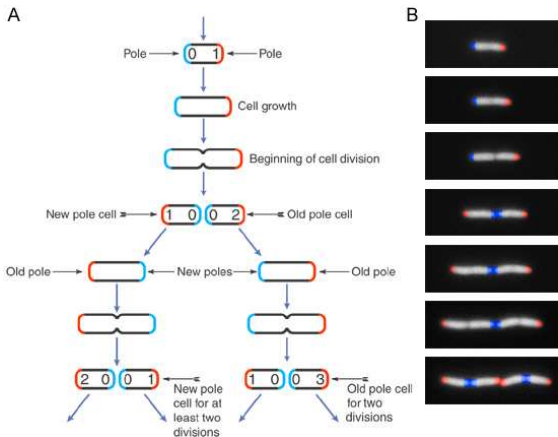 A
B
Pole
0 1
Pole
Cell growth
Beginning of cell division
New pole cell
1 0
0 2
Old pole cell
Old pole
New poles
Old pole
2 0
0 1
New pole
cell for at
least two
divisions
1 0
0 3
Old pole cell
for two
divisions